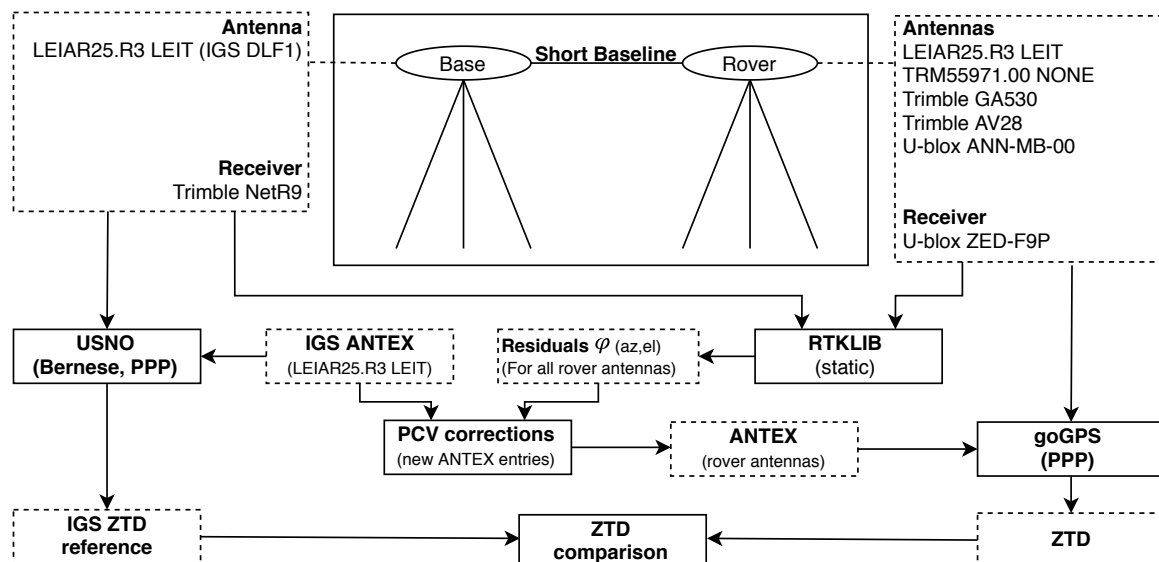 Antenna
LEIAR25.R3 LEIT (IGS DLF1)
Receiver
Trimble NetR9
Base
Short Baseline
Rover
Antennas
LEIAR25.R3 LEIT
TRM55971.00 NONE
Trimble GA530
Trimble AV28
U-blox ANN-MB-00
Receiver
U-blox ZED-F9P
USNO
(Bernese, PPP)
IGS ANTEX
(LEIAR25.R3 LEIT)
Residuals φ (az,el)
(For all rover antennas)
RTKLIB
(static)
PCV corrections
(new ANTEX entries)
ANTEX
(rover antennas)
goGPS
(PPP)
IGS ZTD
reference
ZTD
comparison
ZTD